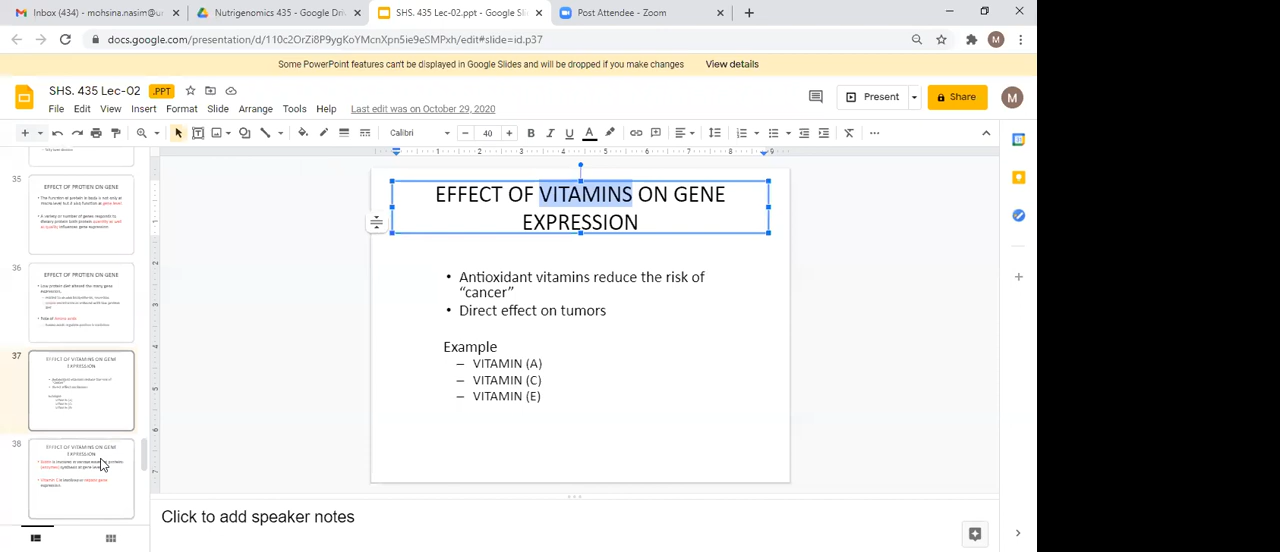 Inbox (434) - mohsina.nasim@ur
Nutrigenomics 435 - Google Driv
SHS. 435 Lec-02.ppt - Google Sli
Post Attendee - Zoom
docs.google.com/presentation/d/110c2OrZi8P9ygKoYMcnXpn5ie9eSMPxh/edit#slide=id.p37
M
Some PowerPoint features can't be displayed in Google Slides and will be dropped if you make changes View details
SHS. 435 Lec-02 .PPT
File Edit View Insert Format Slide Arrange Tools Help Last edit was on October 29, 2020
Present
Share
M
Calibri
40
35
EFFECT OF PROTIEN ON GENE
36
EFFECT OF PROTIEN ON GENE
37
EFFECT OF VITAMINS ON GENE
EXPRESSION
38
EFFECT OF VITAMINS ON GENE
EXPRESSION
EFFECT OF VITAMINS ON GENE
EXPRESSION
• Antioxidant vitamins reduce the risk of
“cancer”
• Direct effect on tumors
Example
– VITAMIN (A)
– VITAMIN (C)
– VITAMIN (E)
Click to add speaker notes